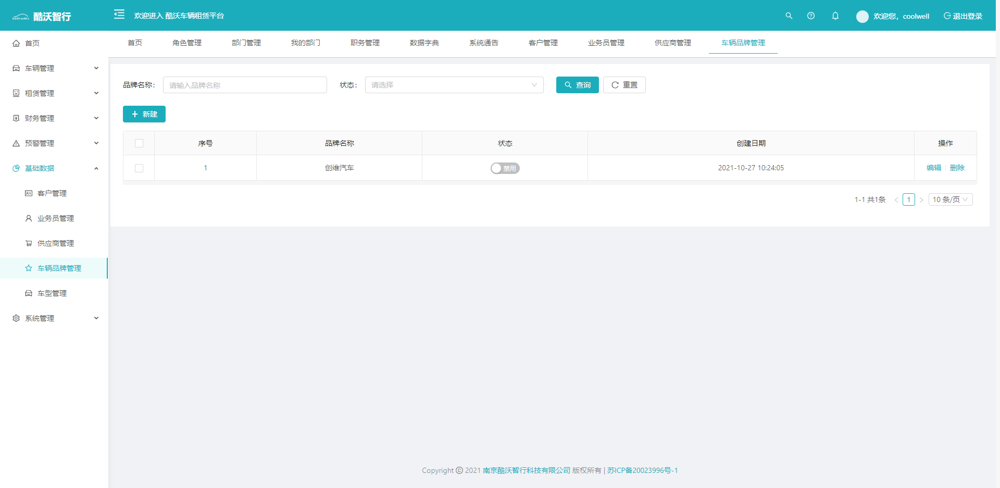 COOLWELL 酷沃智行
欢迎进入 酷沃车辆租赁平台
欢迎您，coolwell
退出登录
首页
车辆管理
租赁管理
财务管理
预警管理
基础数据
客户管理
业务员管理
供应商管理
车辆品牌管理
车型管理
系统管理
首页 角色管理 部门管理 我的部门 职务管理 数据字典 系统通告 客户管理 业务员管理 供应商管理 车辆品牌管理
品牌名称： 请输入品牌名称 状态： 请选择 查询 重置
新建
序号 品牌名称 状态 创建日期 操作
1 创维汽车 禁用 2021-10-27 10:24:05 编辑 删除
1-1 共1条 1 10 条/页
Copyright © 2021 南京酷沃智行科技有限公司 版权所有 | 苏ICP备20023996号-1